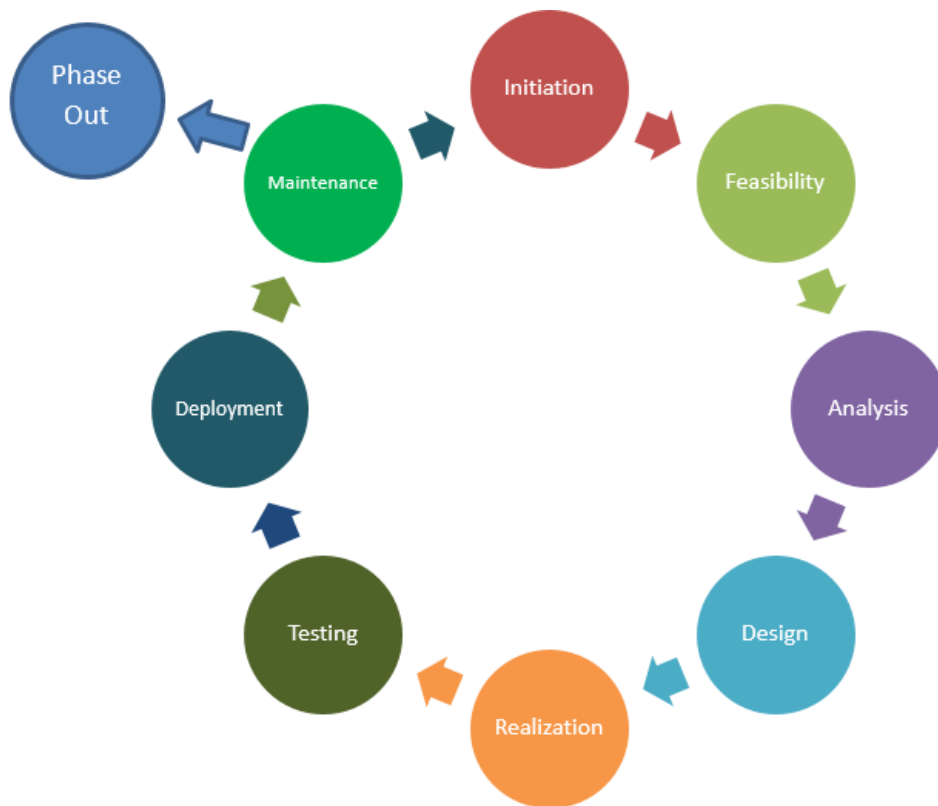 Phase
Out
Initiation
Maintenance
Feasibility
Deployment
Analysis
Testing
Design
Realization